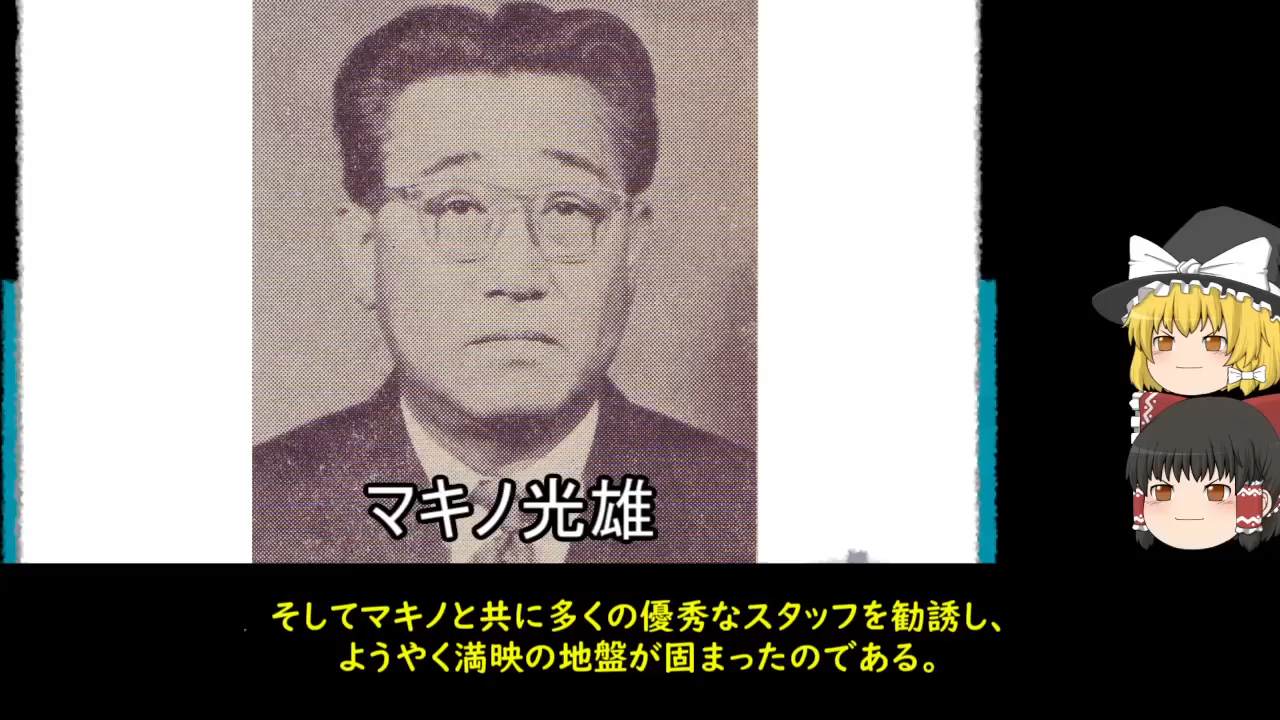 マキノ光雄
そしてマキノと共に多くの優秀なスタッフを勧誘し、
ようやく満映の地盤が固まったのである。